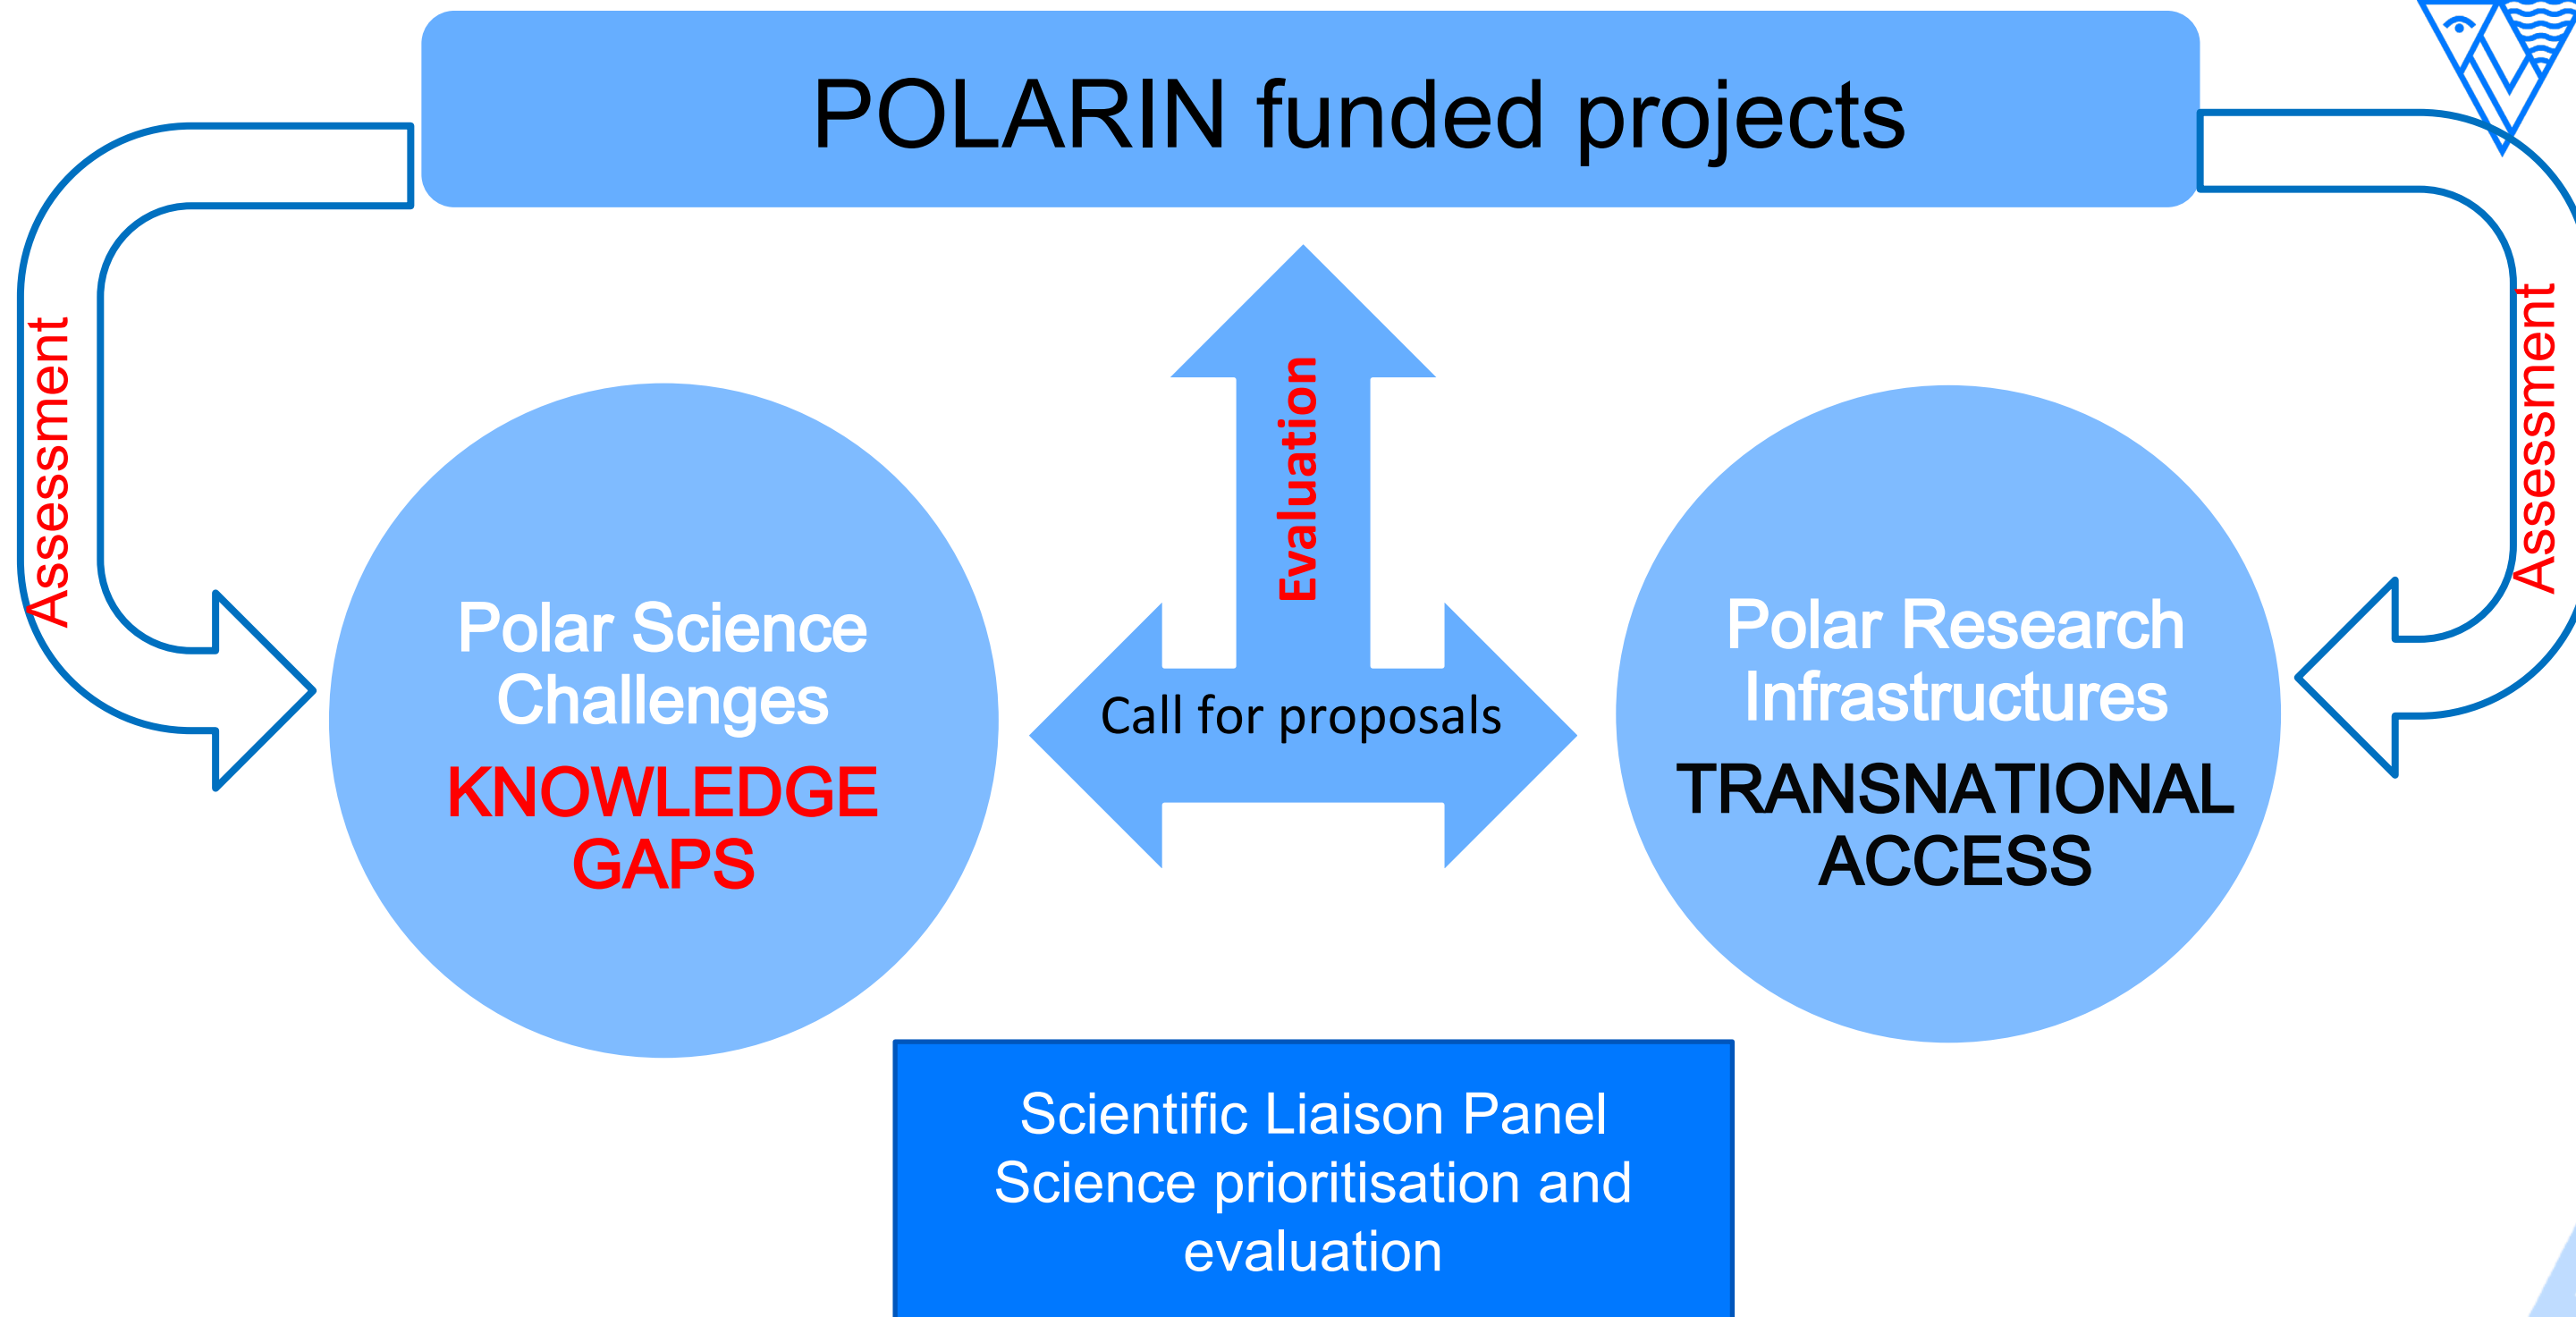 POLARIN funded projects
Assessment
Evaluation
Assessment
Polar Science
Challenges
KNOWLEDGE
GAPS
Call for proposals
Polar Research
Infrastructures
TRANSNATIONAL
ACCESS
Scientific Liaison Panel
Science prioritisation and
evaluation